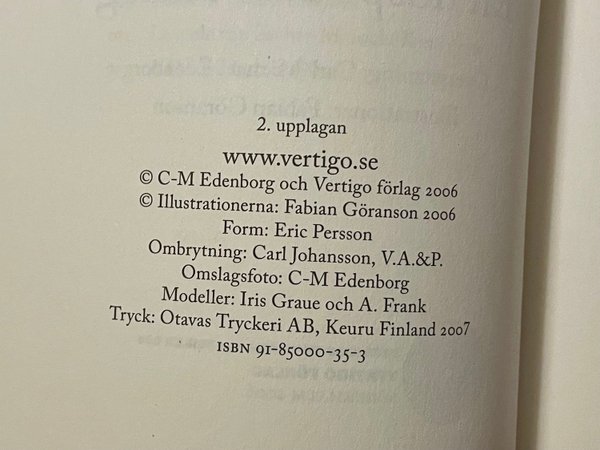 2. upplagan
www.vertigo.se
© C-M Edenborg och Vertigo förlag 2006
© Illustrationerna: Fabian Göranson 2006
Form: Eric Persson
Ombrytning: Carl Johansson, V.A.&P.
Omslagsfoto: C-M Edenborg
Modeller: Iris Graue och A. Frank
Tryck: Otavas Tryckeri AB, Keuru Finland 2007
ISBN 91-85000-35-3